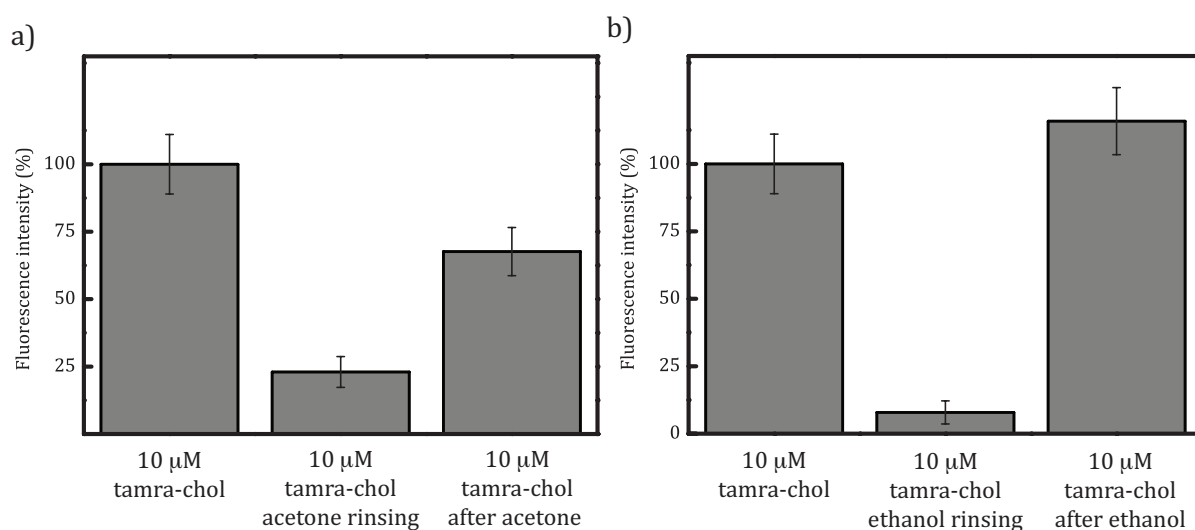 a)
Fluorescence intensity (%)
100
75
50
25
10 μM
tamra-chol
10 μM
tamra-chol
acetone rinsing
10 μM
tamra-chol
after acetone
b)
Fluorescence intensity (%)
100
75
50
25
0
10 μM
tamra-chol
10 μM
tamra-chol
ethanol rinsing
10 μM
tamra-chol
after ethanol